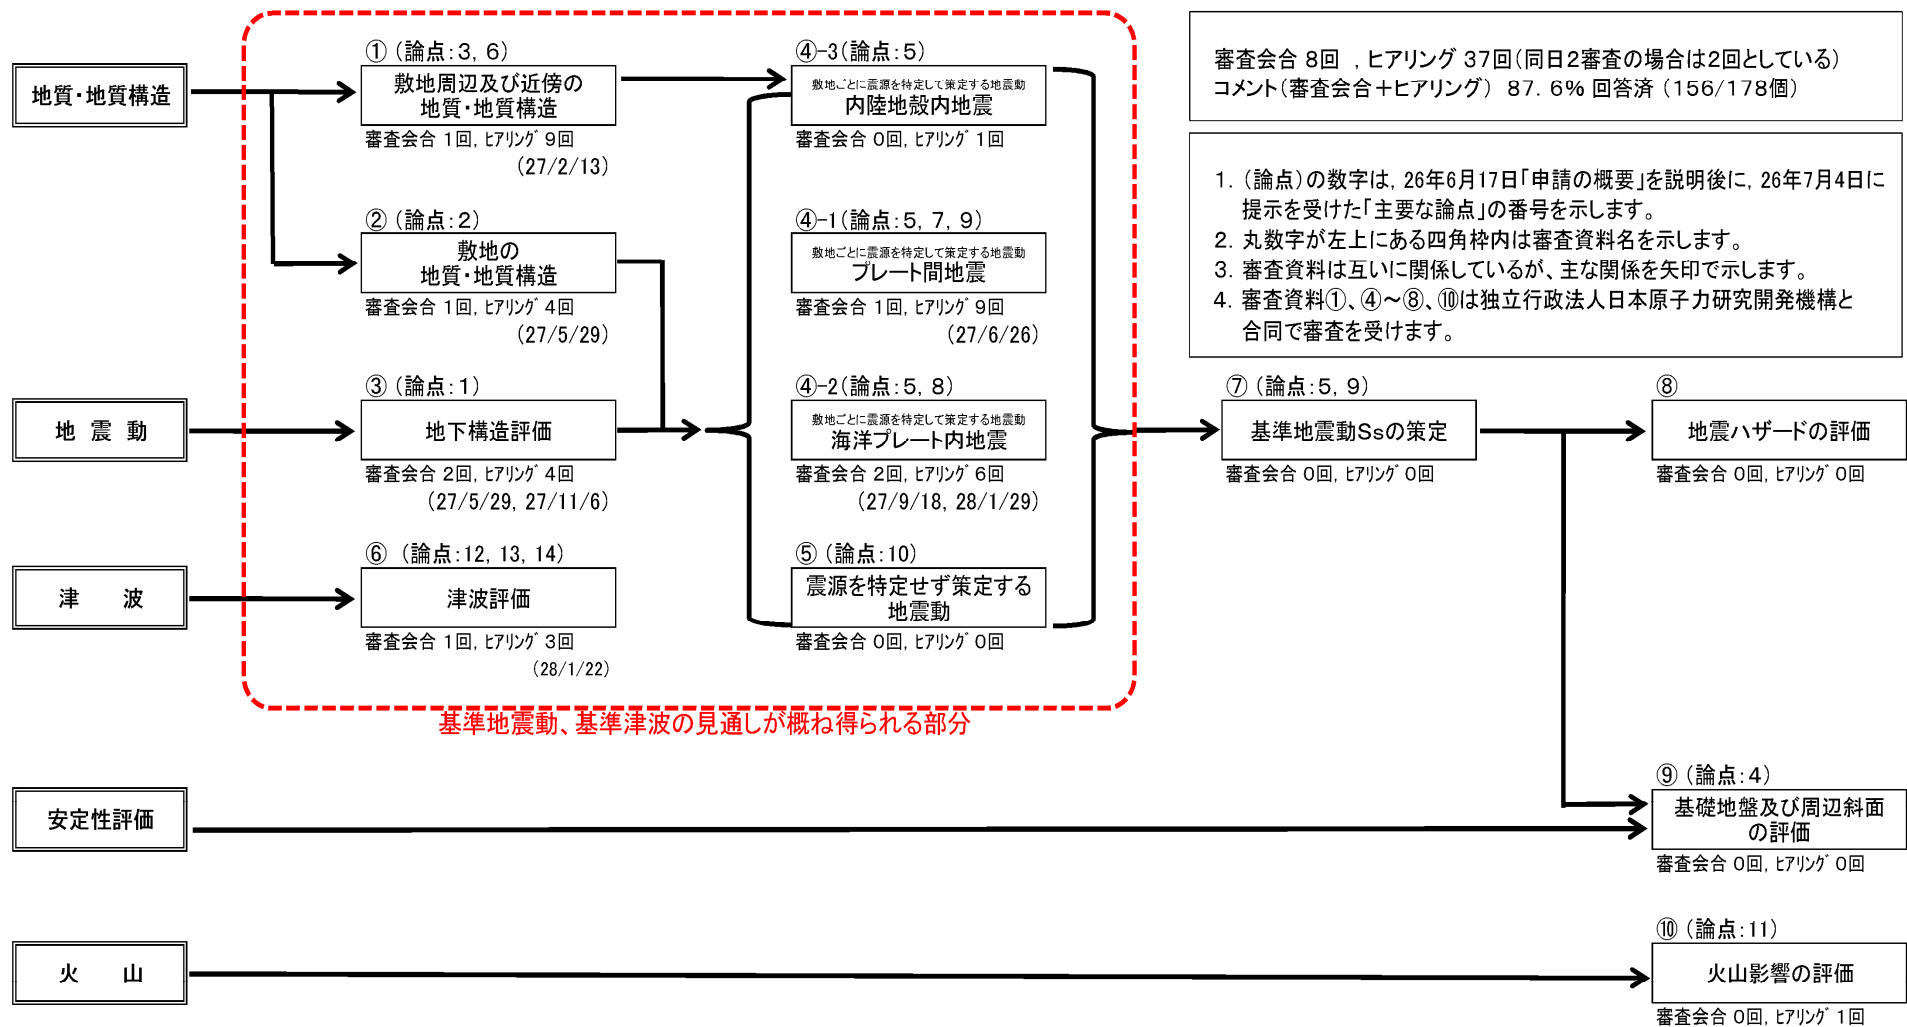 地質・地質構造
①（論点：3, 6）
敷地周辺及び近傍の
地質・地質構造
審査会合 1回, ﾋｱﾘﾝｸﾞ 9回
(27/2/13)
④-3(論点：5)
敷地ごとに震源を特定して策定する地震動
内陸地殻内地震
審査会合 0回, ﾋｱﾘﾝｸﾞ 1回
審査会合 8回 , ヒアリング 37回(同日2審査の場合は2回としている)
コメント(審査会合＋ヒアリング) 87.6% 回答済 (156/178個)
1. (論点)の数字は, 26年6月17日「申請の概要」を説明後に, 26年7月4日に
提示を受けた「主要な論点」の番号を示します。
2. 丸数字が左上にある四角枠内は審査資料名を示します。
3. 審査資料は互いに関係しているが、主な関係を矢印で示します。
4. 審査資料①、④～⑧、⑩は独立行政法人日本原子力研究開発機構と
合同で審査を受けます。
②（論点：2）
敷地の
地質・地質構造
審査会合 1回, ﾋｱﾘﾝｸﾞ 4回
(27/5/29)
④-1(論点：5, 7, 9)
敷地ごとに震源を特定して策定する地震動
プレート間地震
審査会合 1回, ﾋｱﾘﾝｸﾞ 9回
(27/6/26)
地 震 動
③（論点：1）
地下構造評価
審査会合 2回, ﾋｱﾘﾝｸﾞ 4回
(27/5/29, 27/11/6)
④-2(論点：5, 8)
敷地ごとに震源を特定して策定する地震動
海洋プレート内地震
審査会合 2回, ﾋｱﾘﾝｸﾞ 6回
(27/9/18, 28/1/29)
⑦（論点：5, 9）
基準地震動Ssの策定
審査会合 0回, ﾋｱﾘﾝｸﾞ 0回
⑧
地震ハザードの評価
審査会合 0回, ﾋｱﾘﾝｸﾞ 0回
津 波
⑥（論点：12, 13, 14）
津波評価
審査会合 1回, ﾋｱﾘﾝｸﾞ 3回
(28/1/22)
⑤（論点：10）
震源を特定せず策定する
地震動
審査会合 0回, ﾋｱﾘﾝｸﾞ 0回
基準地震動、基準津波の見通しが概ね得られる部分
安定性評価
⑨（論点：4）
基礎地盤及び周辺斜面
の評価
審査会合 0回, ﾋｱﾘﾝｸﾞ 0回
火 山
⑩（論点：11）
火山影響の評価
審査会合 0回, ﾋｱﾘﾝｸﾞ 1回